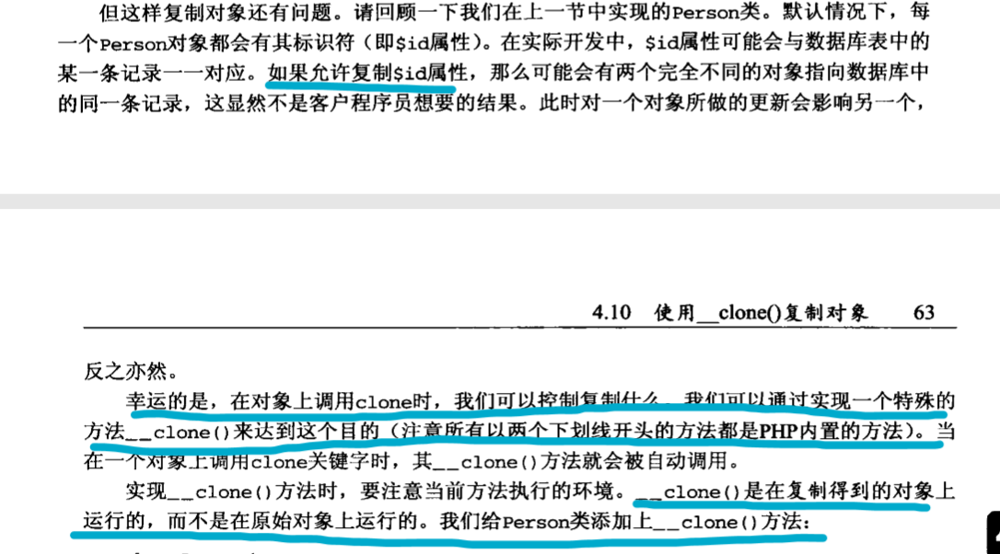 但这样复制对象还有问题。请回顾一下我们在上一节中实现的Person类。默认情况下，每
一个Person对象都会有其标识符（即$id属性）。在实际开发中，$id属性可能会与数据库表中的
某一条记录一一对应。如果允许复制$id属性，那么可能会有两个完全不同的对象指向数据库中
的同一条记录，这显然不是客户程序员想要的结果。此时对一个对象所做的更新会影响另一个，
4.10 使用__clone()复制对象 63
反之亦然。
幸运的是，在对象上调用clone时，我们可以控制复制什么。我们可以通过实现一个特殊的
方法__clone()来达到这个目的（注意所有以两个下划线开头的方法都是PHP内置的方法）。当
在一个对象上调用clone关键字时，其__clone()方法就会被自动调用。
实现__clone()方法时，要注意当前方法执行的环境。__clone()是在复制得到的对象上
运行的，而不是在原始对象上运行的。我们给Person类添加上__clone()方法：